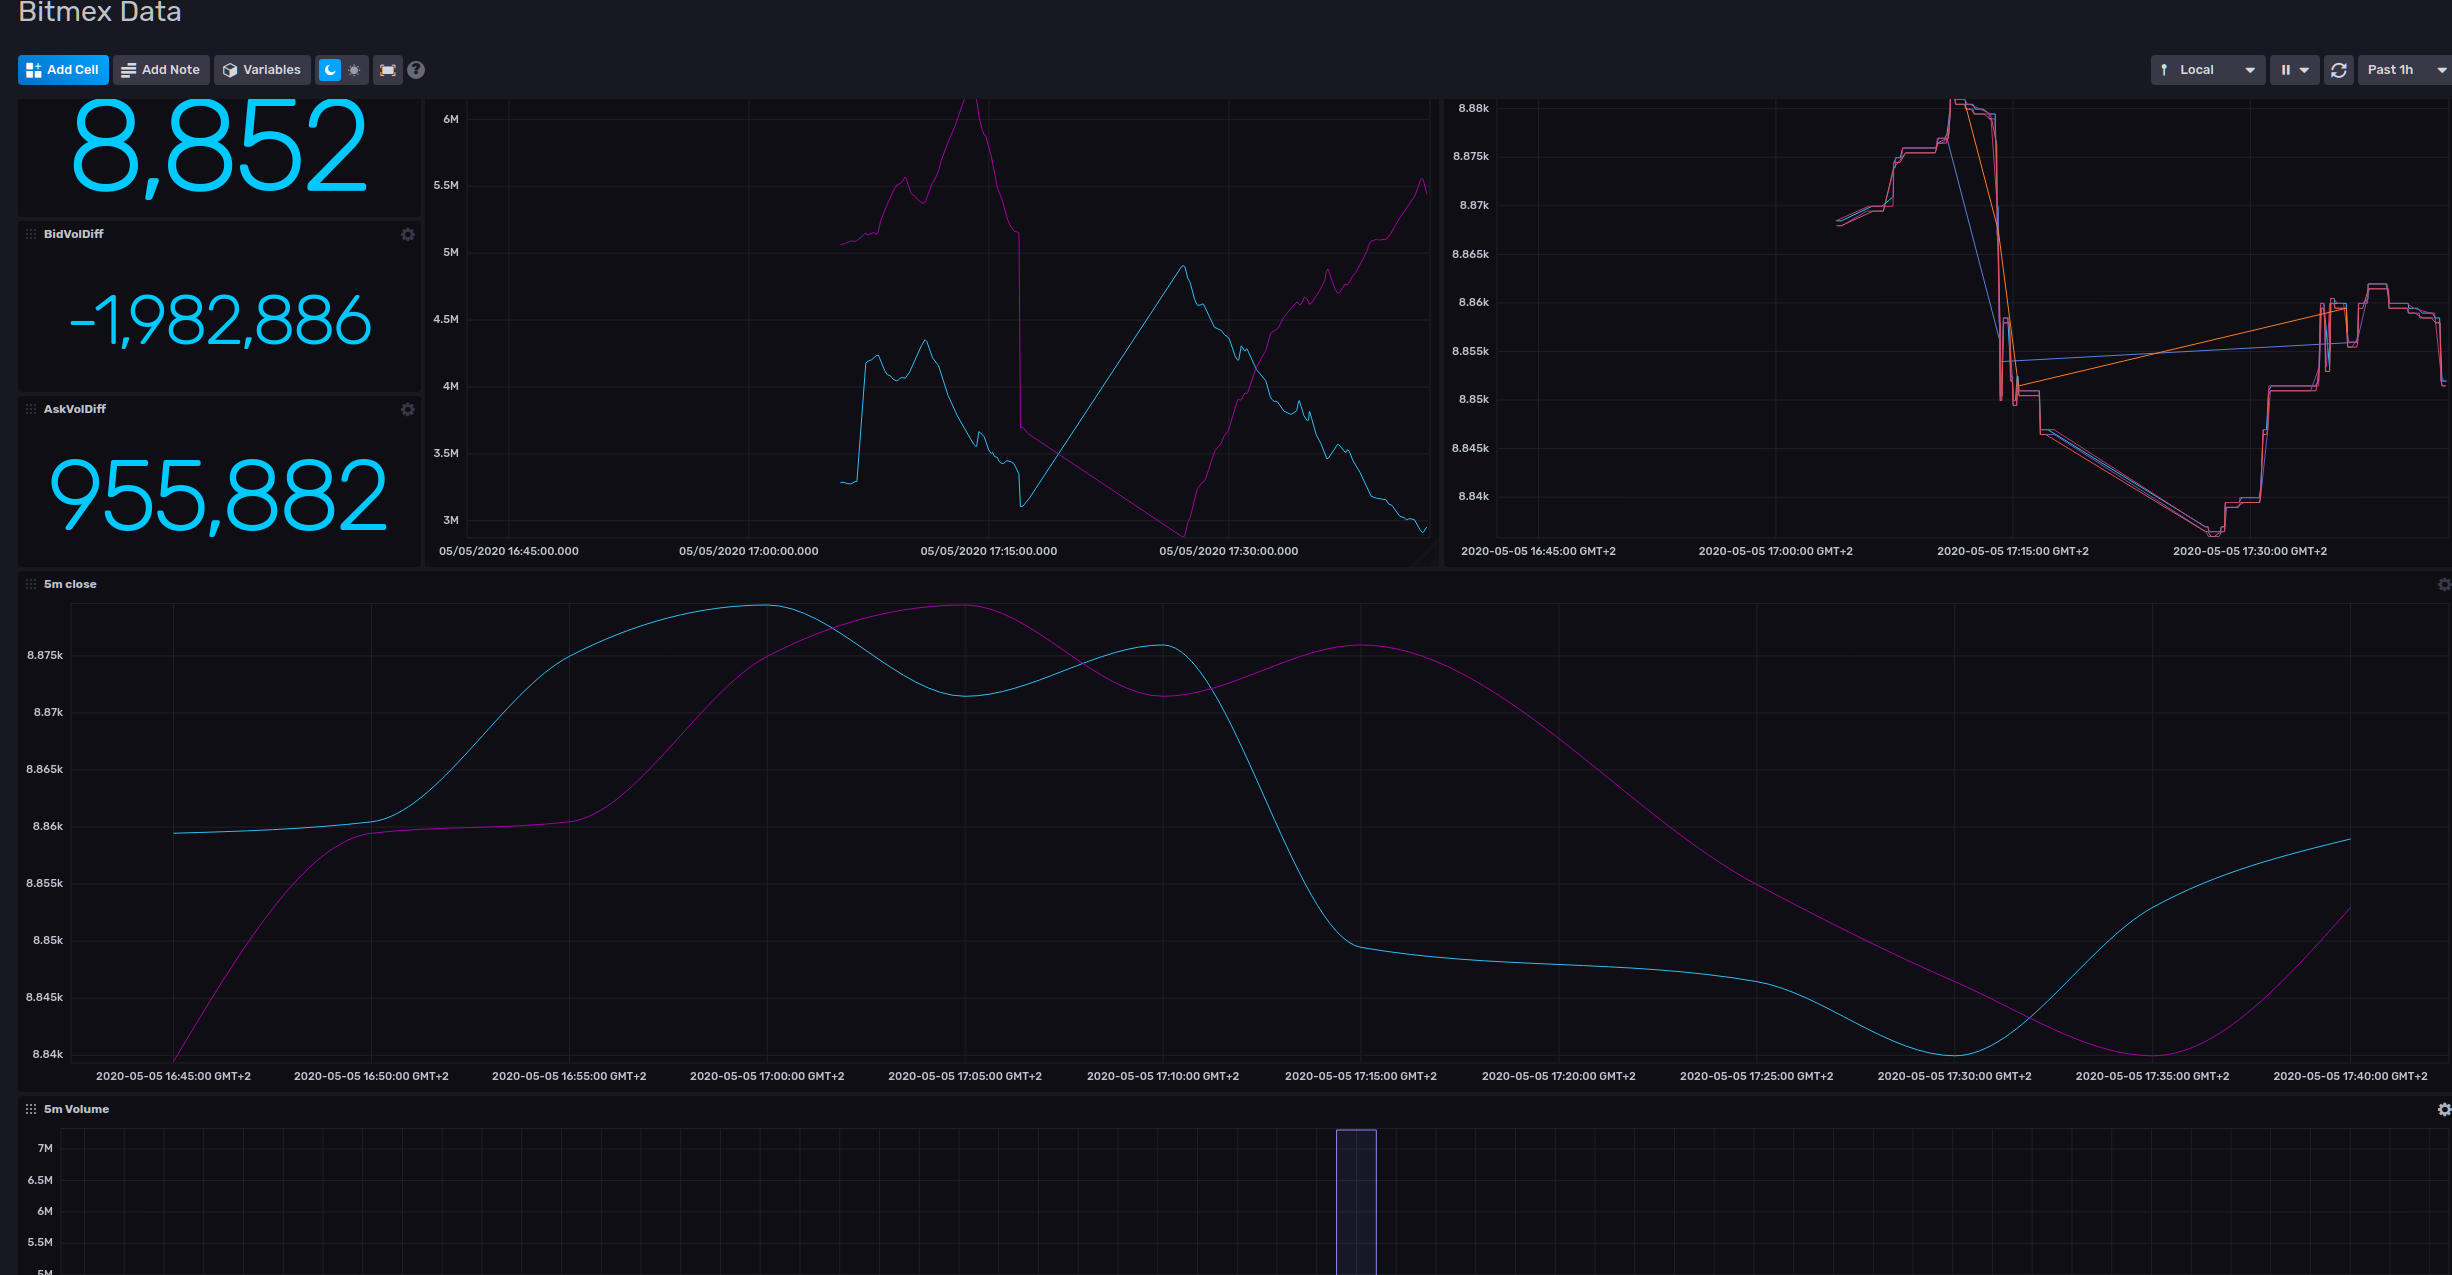 Bitmex Data
Add Cell Add Note Variables ? Local Past 1h
8,852
BidVolDiff
-1,982,886
AskVolDiff
955,882
6M
5.5M
5M
4.5M
4M
3.5M
3M
05/05/2020 16:45:00.000 05/05/2020 17:00:00.000 05/05/2020 17:15:00.000 05/05/2020 17:30:00.000
8.88k
8.875k
8.87k
8.865k
8.86k
8.855k
8.85k
8.845k
8.84k
2020-05-05 16:45:00 GMT+2 2020-05-05 17:00:00 GMT+2 2020-05-05 17:15:00 GMT+2 2020-05-05 17:30:00 GMT+2
5m close
8.875k
8.87k
8.865k
8.86k
8.855k
8.85k
8.845k
8.84k
2020-05-05 16:45:00 GMT+2 2020-05-05 16:50:00 GMT+2 2020-05-05 16:55:00 GMT+2 2020-05-05 17:00:00 GMT+2 2020-05-05 17:05:00 GMT+2 2020-05-05 17:10:00 GMT+2 2020-05-05 17:15:00 GMT+2 2020-05-05 17:20:00 GMT+2 2020-05-05 17:25:00 GMT+2 2020-05-05 17:30:00 GMT+2 2020-05-05 17:35:00 GMT+2 2020-05-05 17:40:00 GMT+2
5m Volume
7M
6.5M
6M
5.5M
5M